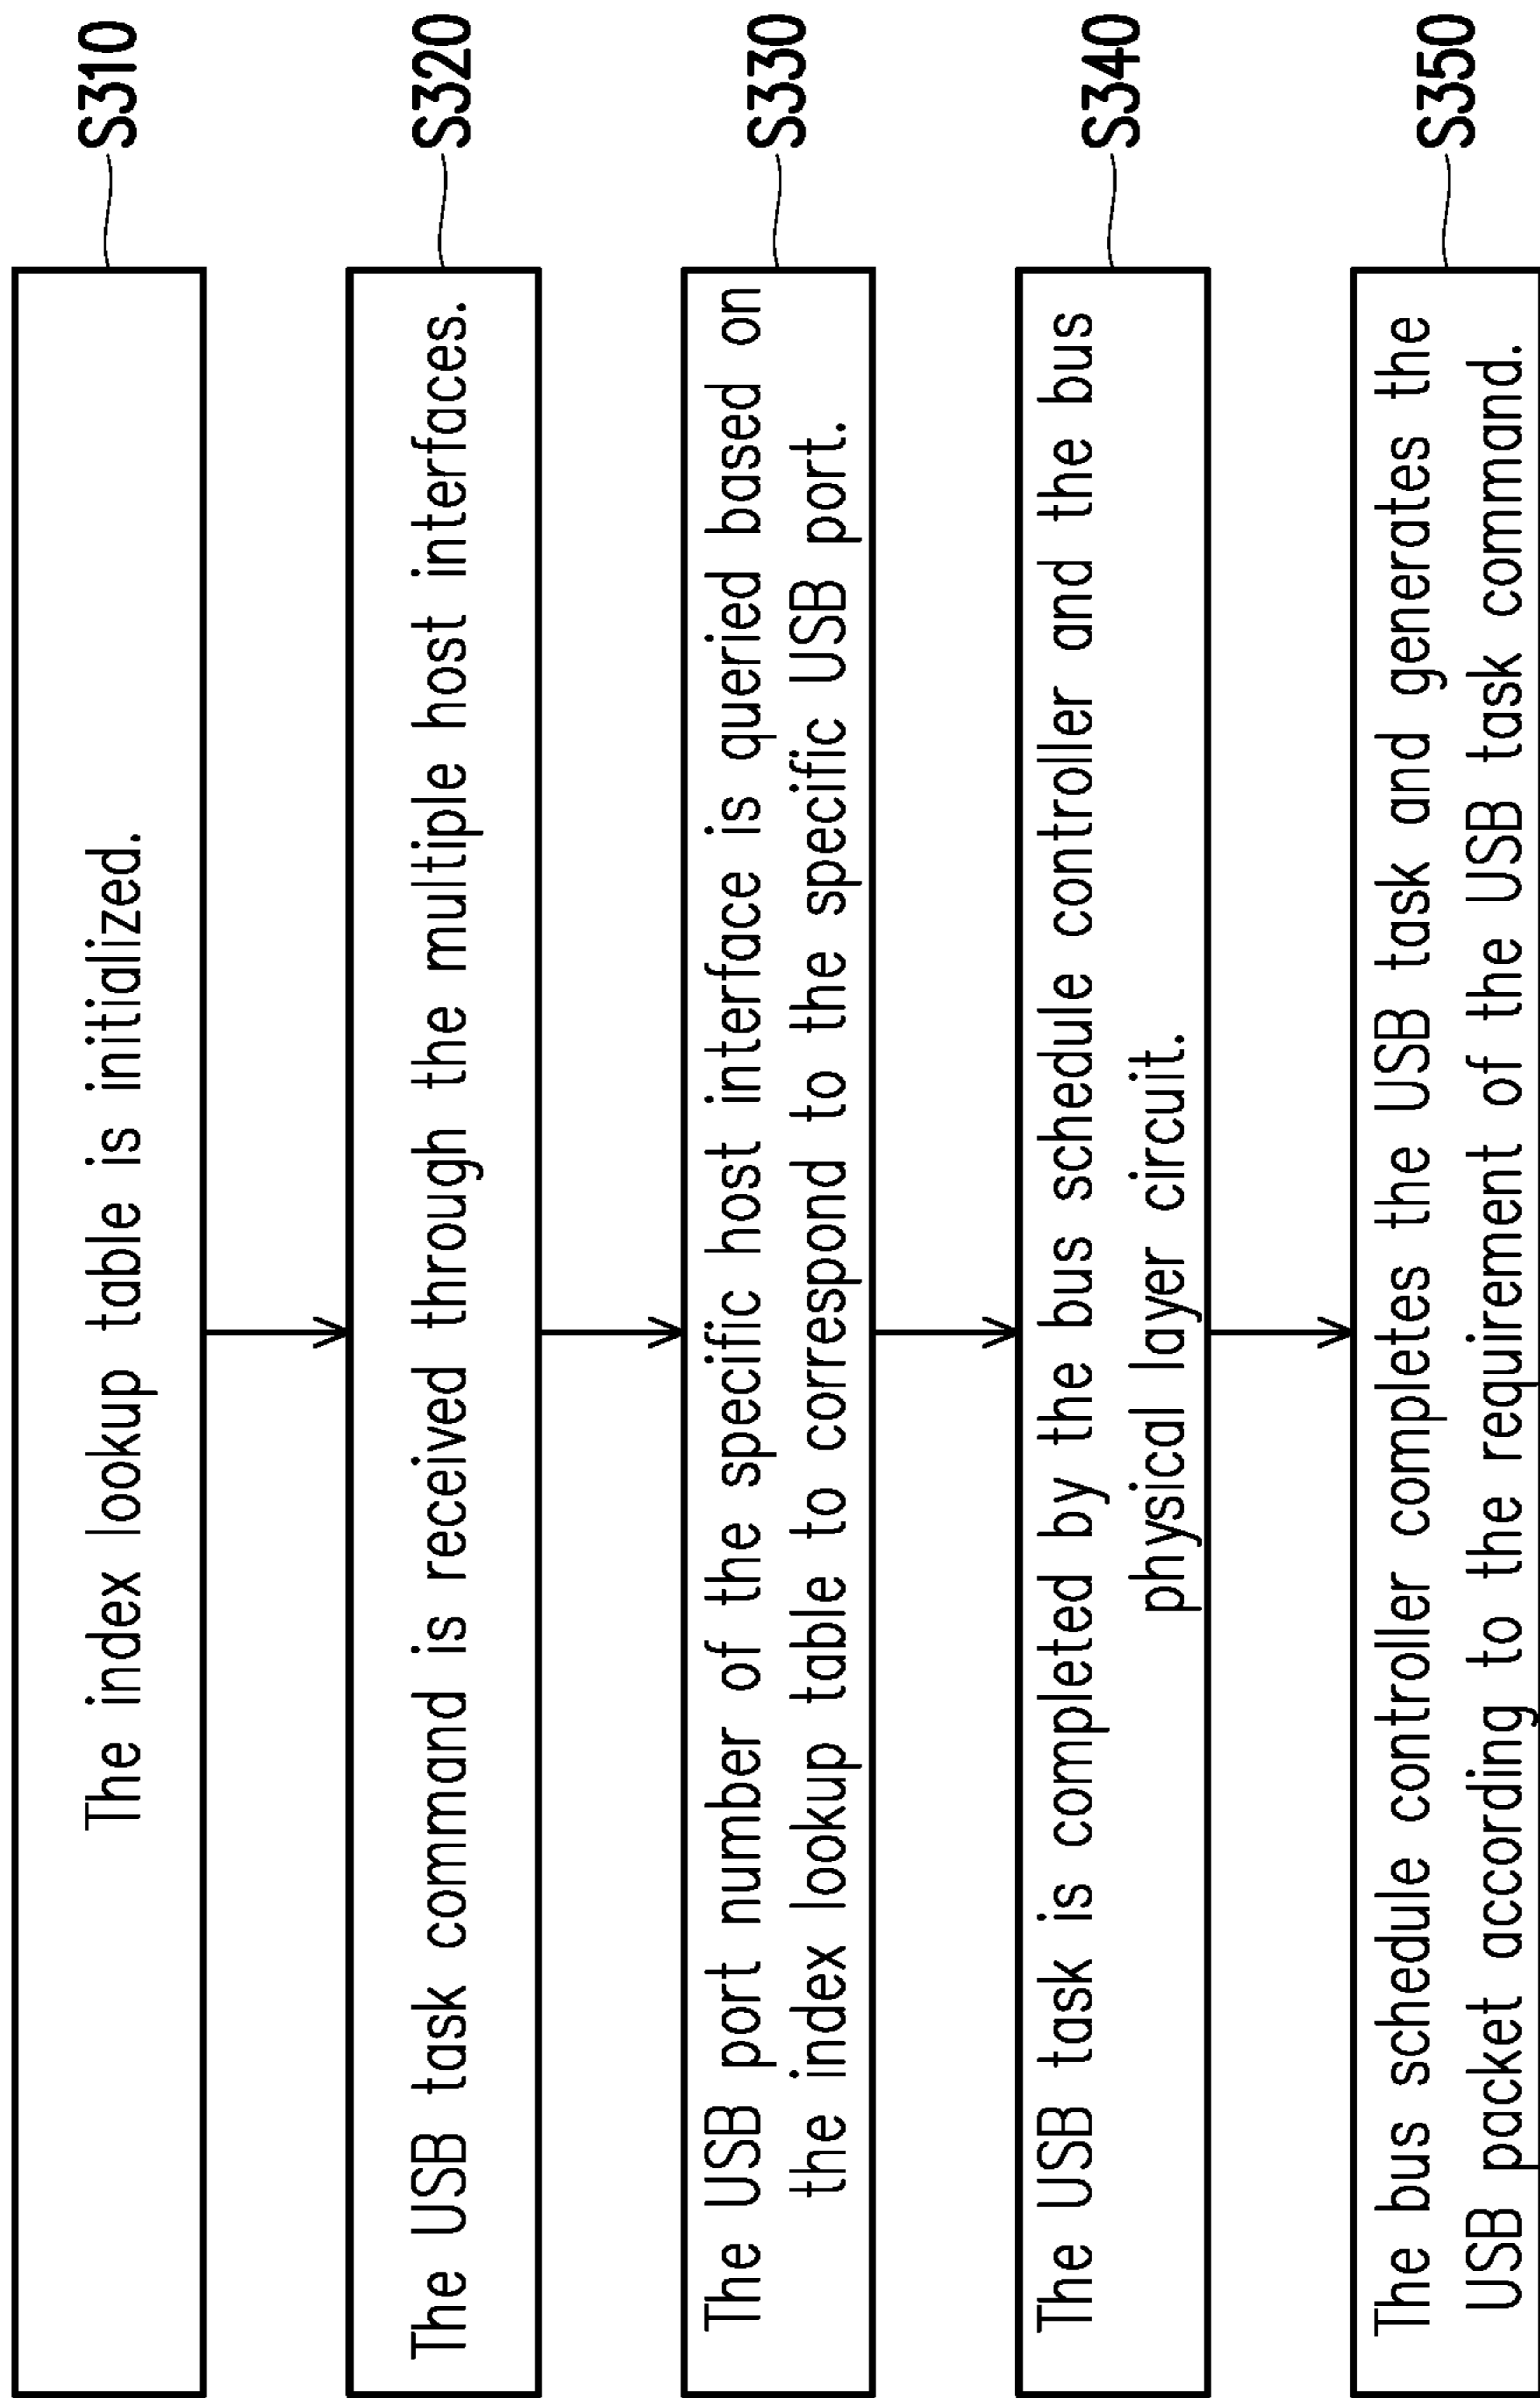 The index lookup table is initialized.
S310
The USB task command is received through the multiple host interfaces.
S320
The USB port number of the specific host interface is queried based on
the index lookup table to correspond to the specific USB port.
S330
The USB task is completed by the bus schedule controller and the bus
physical layer circuit.
S340
The bus schedule controller completes the USB task and generates the
USB packet according to the requirement of the USB task command.
S350